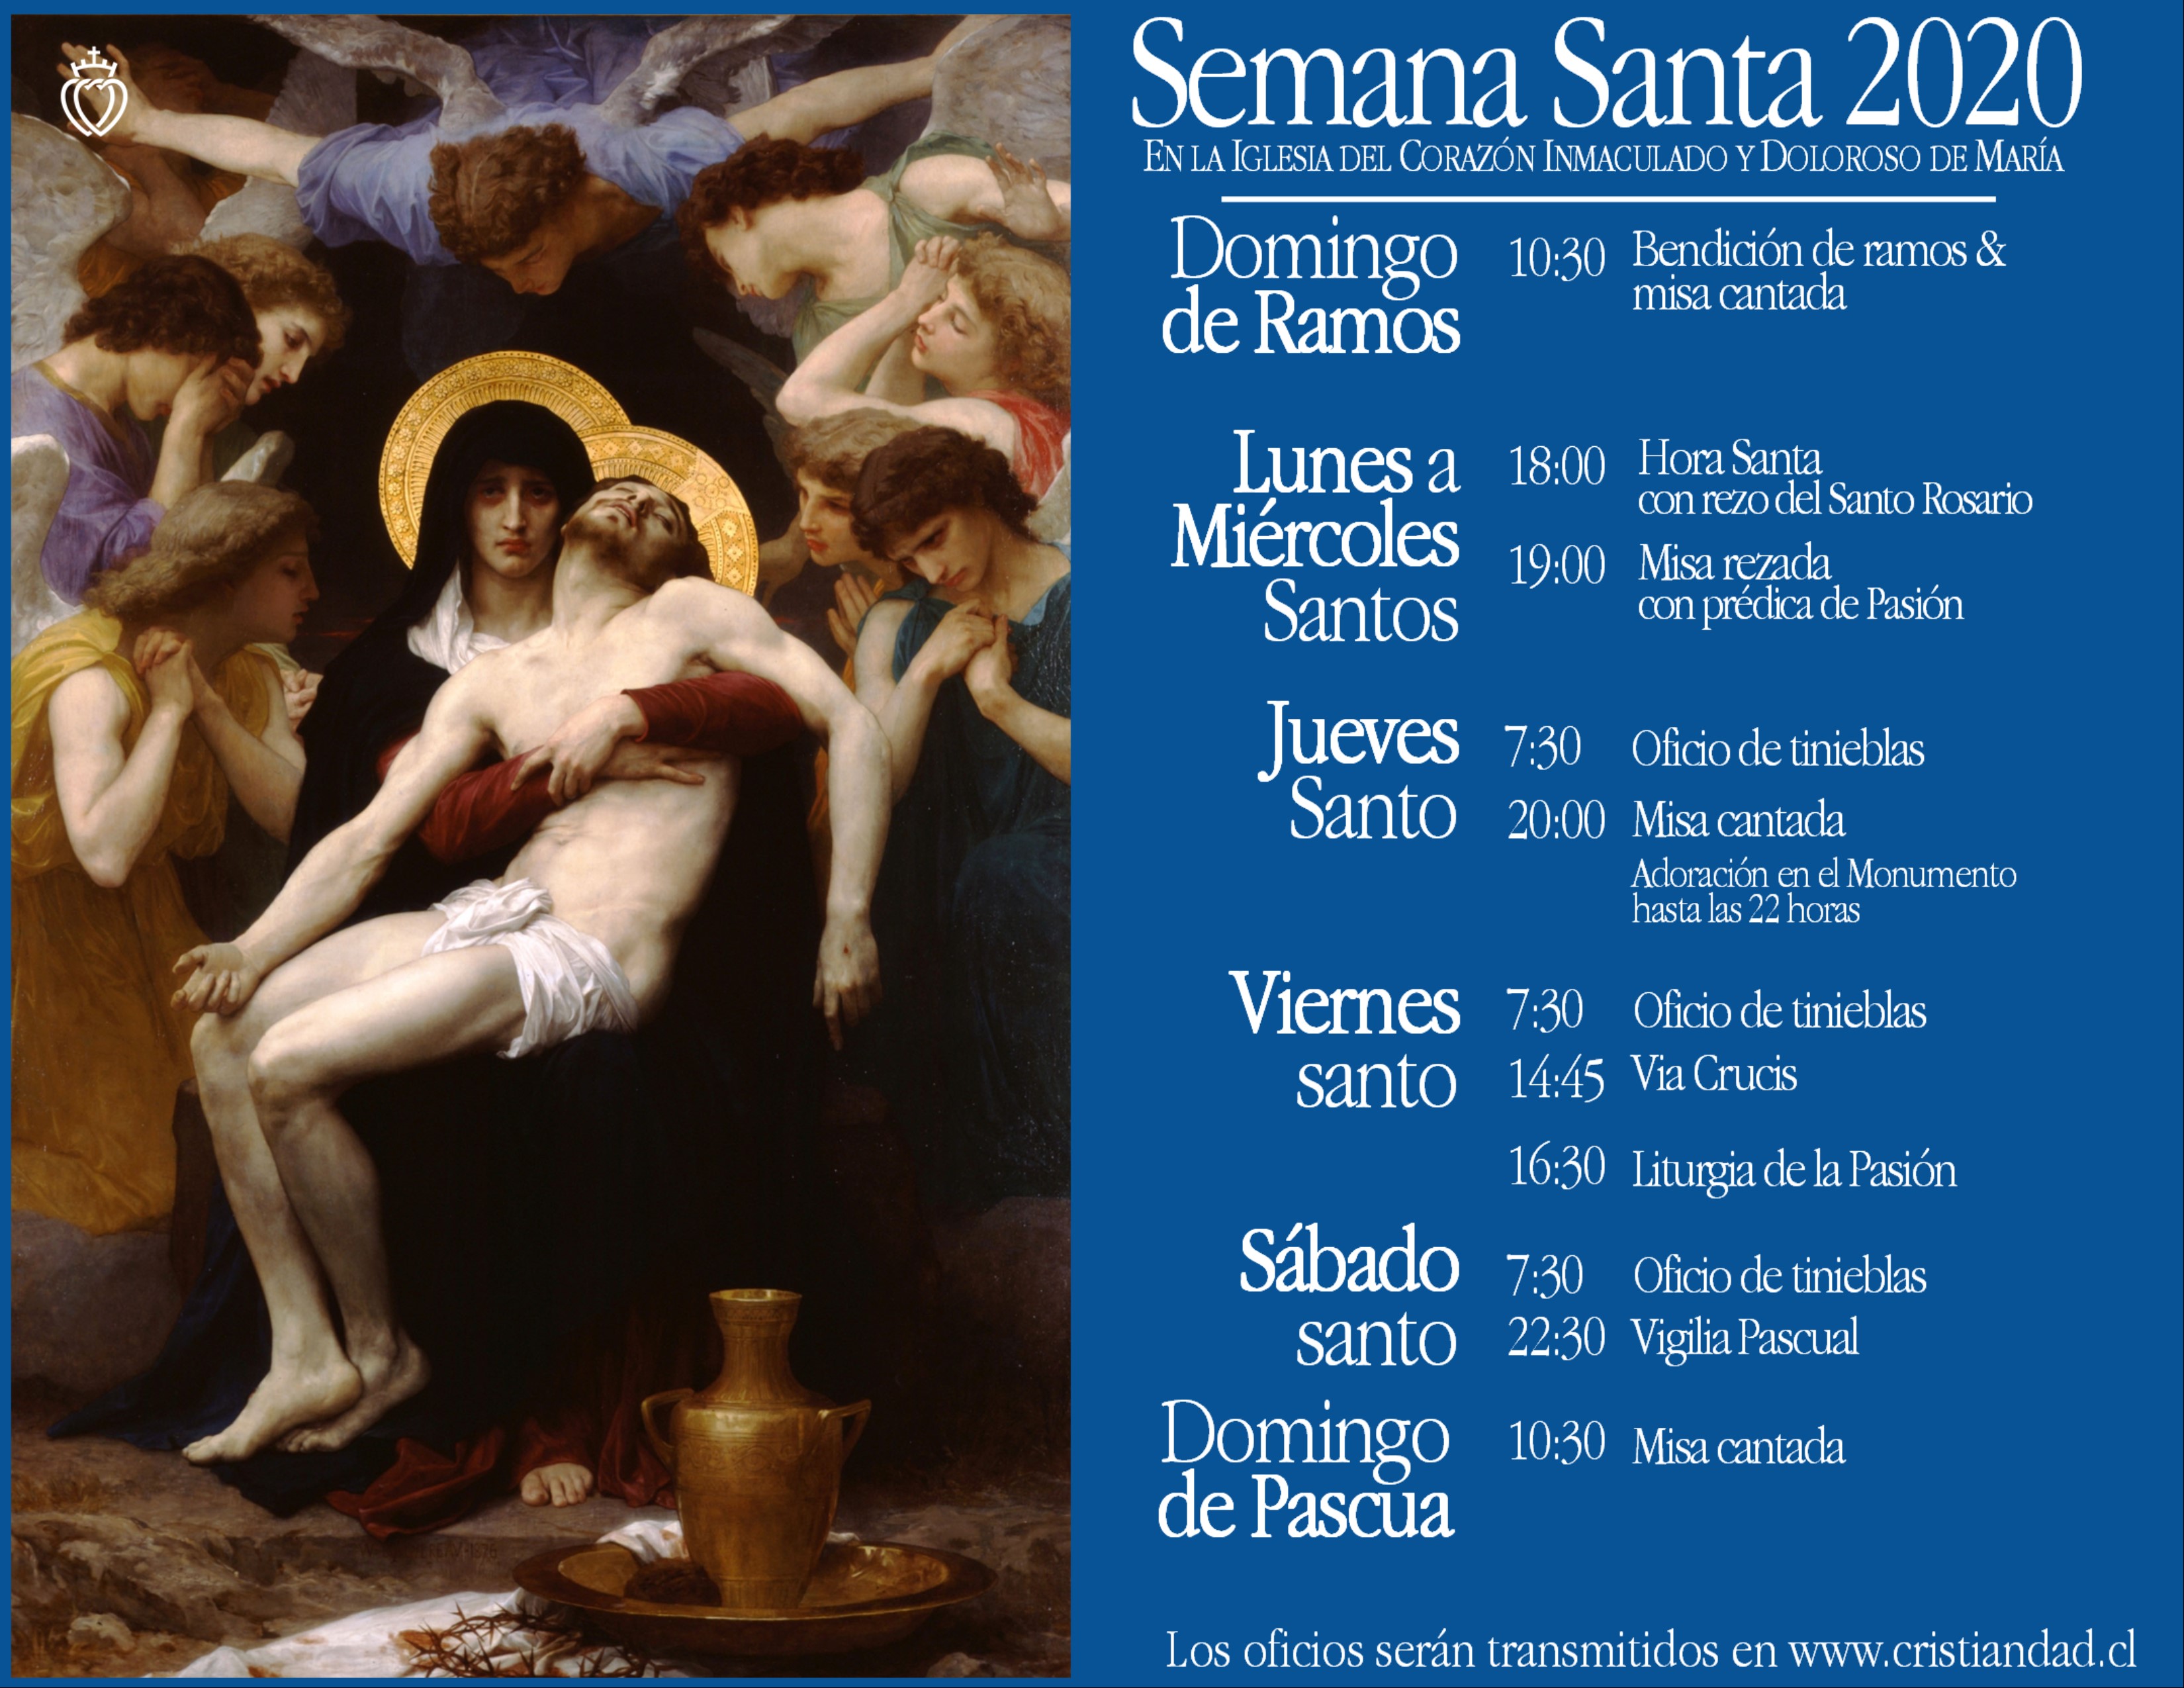 Semana Santa 2020
EN LA IGLESIA DEL CORAZÓN INMACULADO Y DOLOROSO DE MARÍA
Domingo
de Ramos
10:30 Bendición de ramos &
misa cantada
Lunes a
Miércoles
Santos
18:00 Hora Santa
con rezo del Santo Rosario
19:00 Misa rezada
con prédica de Pasión
Jueves
Santo
7:30 Oficio de tinieblas
20:00 Misa cantada
Adoración en el Monumento
hasta las 22 horas
Viernes
santo
7:30 Oficio de tinieblas
14:45 Via Crucis
16:30 Liturgia de la Pasión
Sábado
santo
7:30 Oficio de tinieblas
22:30 Vigilia Pascual
Domingo
de Pascua
10:30 Misa cantada
Los oficios serán transmitidos en www.cristiandad.cl